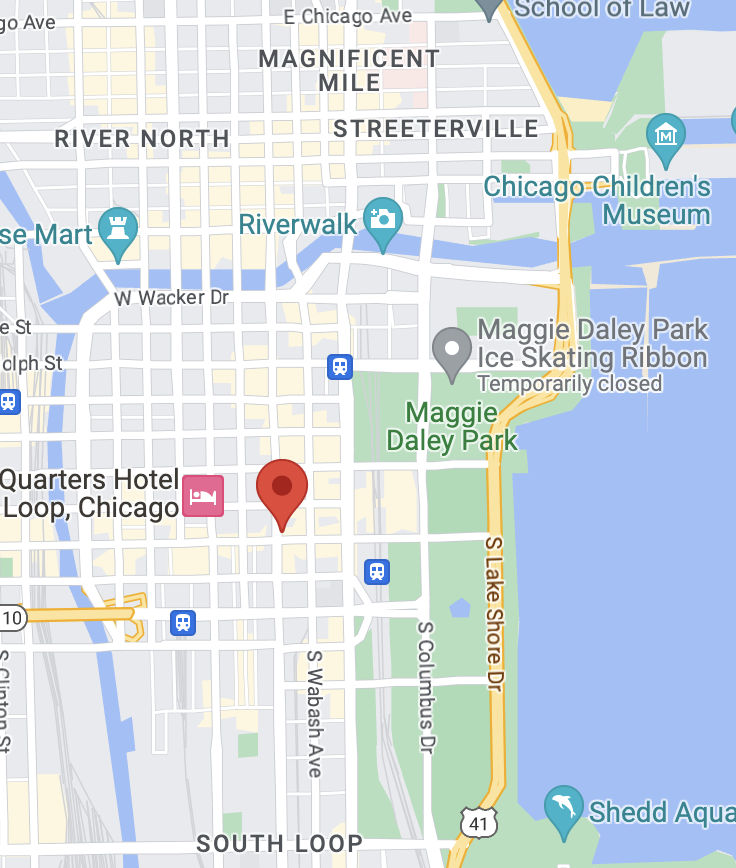 School of Law
go Ave
E Chicago Ave
MAGNIFICENT
MILE
STREETERVILLE
RIVER NORTH
M
Chicago Children's
Museum
Riverwalk
se Mart
W Wacker Dr
e St
olph St
Maggie Daley Park
Ice Skating Ribbon
Temporarily closed
Maggie
Daley Park
Quarters Hotel
Loop, Chicago
S Lake Shore Dr
10
S Clinton St
S Wabash Ave
S Columbus Dr
Shedd Aqua
41
SOUTH LOOP